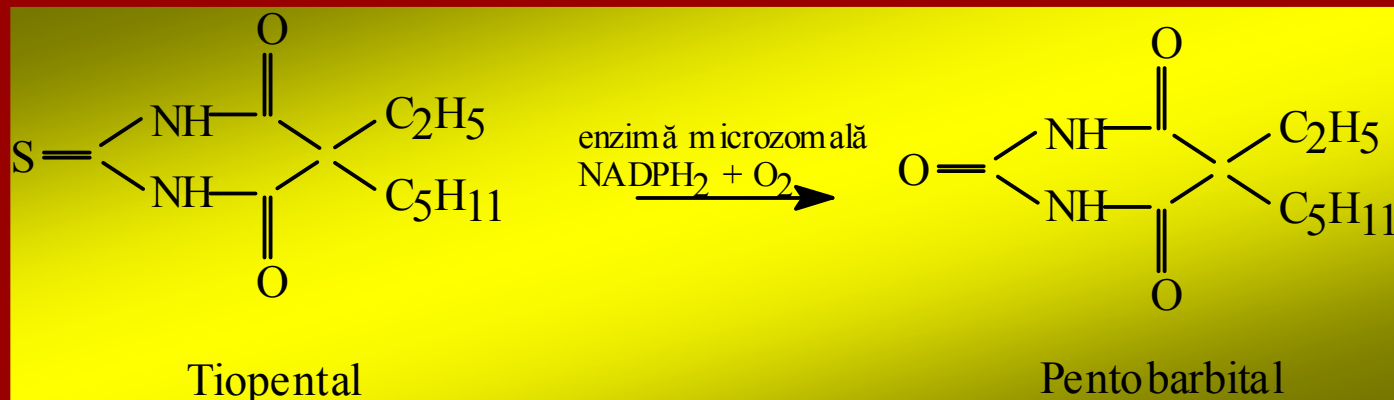 O O
NH C2H5 NH C2H5
S enzimă microzomală O
NADPH2 + O2
NH C5H11 NH C5H11
O O
Tiopental Pentobarbital